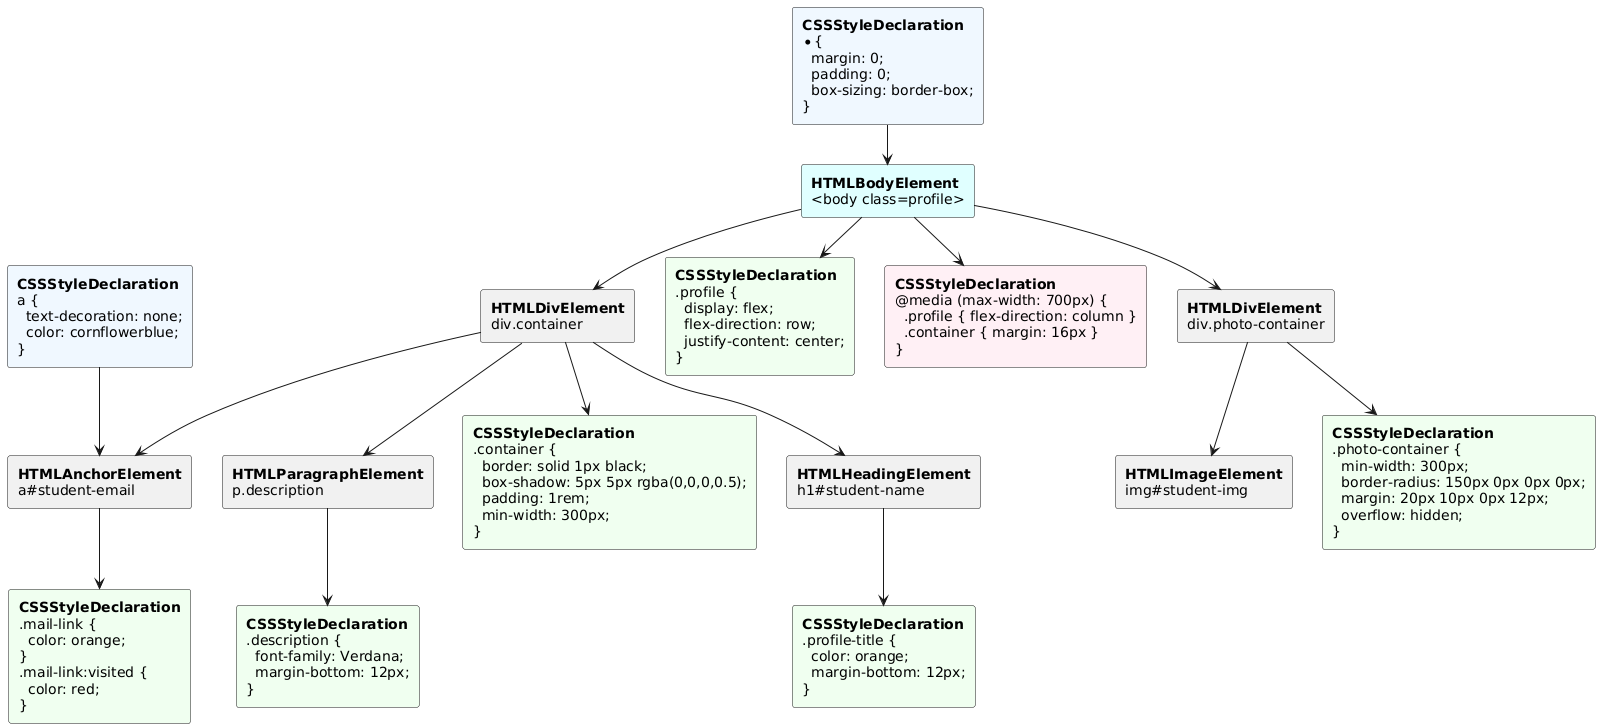 CSSStyleDeclaration
• {
margin: 0;
padding: 0;
box-sizing: border-box;
}
HTMLBodyElement
<body class=profile>
CSSStyleDeclaration
a {
text-decoration: none;
color: cornflowerblue;
}
HTMLDivElement
div.container
CSSStyleDeclaration
.profile {
display: flex;
flex-direction: row;
justify-content: center;
}
CSSStyleDeclaration
@media (max-width: 700px) {
.profile { flex-direction: column }
.container { margin: 16px }
}
HTMLDivElement
div.photo-container
HTMLAnchorElement
a#student-email
HTMLParagraphElement
p.description
CSSStyleDeclaration
.container {
border: solid 1px black;
box-shadow: 5px 5px rgba(0,0,0,0.5);
padding: 1rem;
min-width: 300px;
}
HTMLHeadingElement
h1#student-name
HTMLImageElement
img#student-img
CSSStyleDeclaration
.photo-container {
min-width: 300px;
border-radius: 150px 0px 0px 0px;
margin: 20px 10px 0px 12px;
overflow: hidden;
}
CSSStyleDeclaration
.mail-link {
color: orange;
}
.mail-link:visited {
color: red;
}
CSSStyleDeclaration
.description {
font-family: Verdana;
margin-bottom: 12px;
}
CSSStyleDeclaration
.profile-title {
color: orange;
margin-bottom: 12px;
}